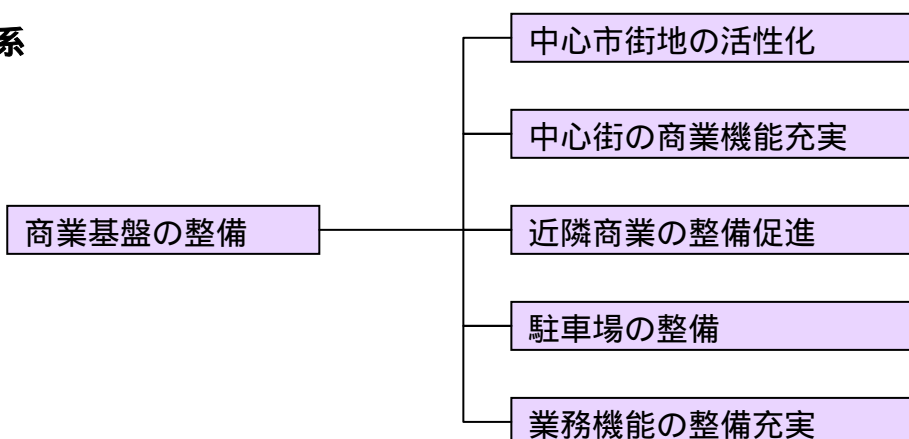 系
中心市街地の活性化
中心街の商業機能充実
商業基盤の整備
近隣商業の整備促進
駐車場の整備
業務機能の整備充実